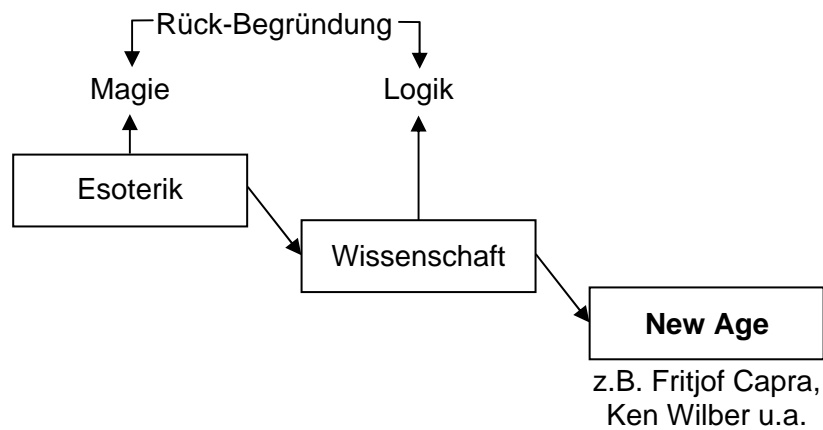 Rück-Begründung
Magie
Logik
Esoterik
Wissenschaft
New Age
z.B. Fritjof Capra,
Ken Wilber u.a.